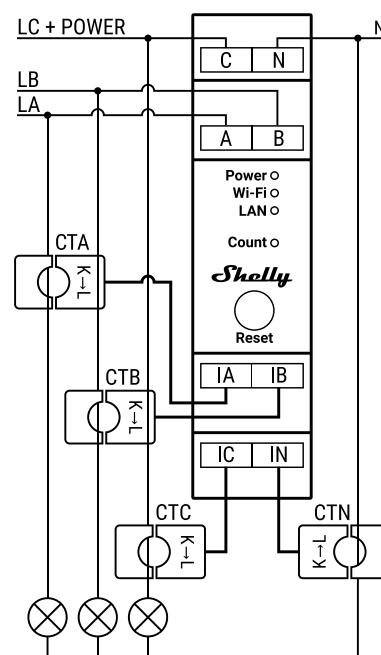 LC + POWER
N
C N
LB
LA
A B
Power
Wi-Fi
LAN
Count
CTA
K→L
Shelly
Reset
IA IB
CTB
K→L
IC IN
CTC
K→L
CTN
K→L